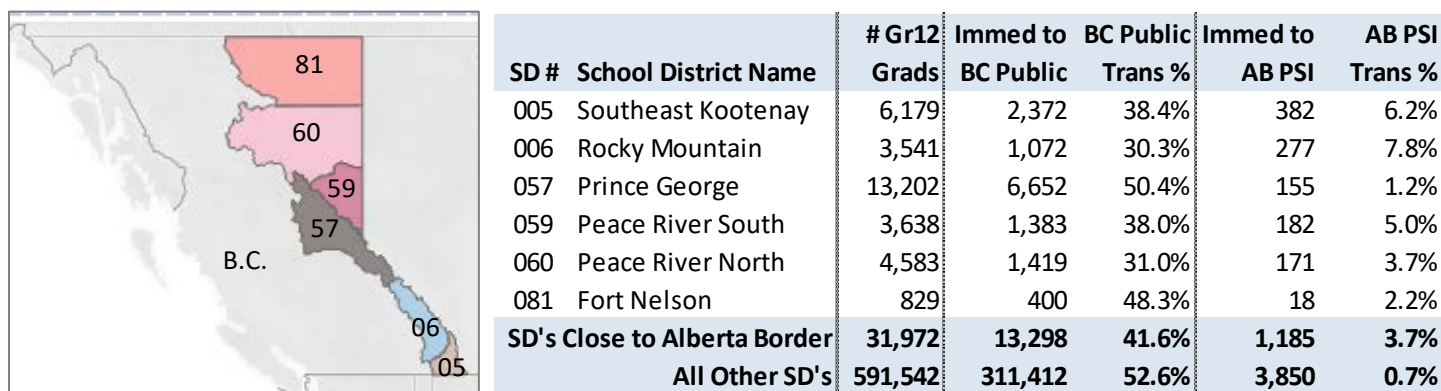 81
60
59
57
B.C.
06
05
# Gr12 Immed to BC Public Immed to AB PSI
SD # School District Name Grads BC Public Trans % AB PSI Trans %
005 Southeast Kootenay 6,179 2,372 38.4% 382 6.2%
006 Rocky Mountain 3,541 1,072 30.3% 277 7.8%
057 Prince George 13,202 6,652 50.4% 155 1.2%
059 Peace River South 3,638 1,383 38.0% 182 5.0%
060 Peace River North 4,583 1,419 31.0% 171 3.7%
081 Fort Nelson 829 400 48.3% 18 2.2%
SD's Close to Alberta Border 31,972 13,298 41.6% 1,185 3.7%
All Other SD's 591,542 311,412 52.6% 3,850 0.7%